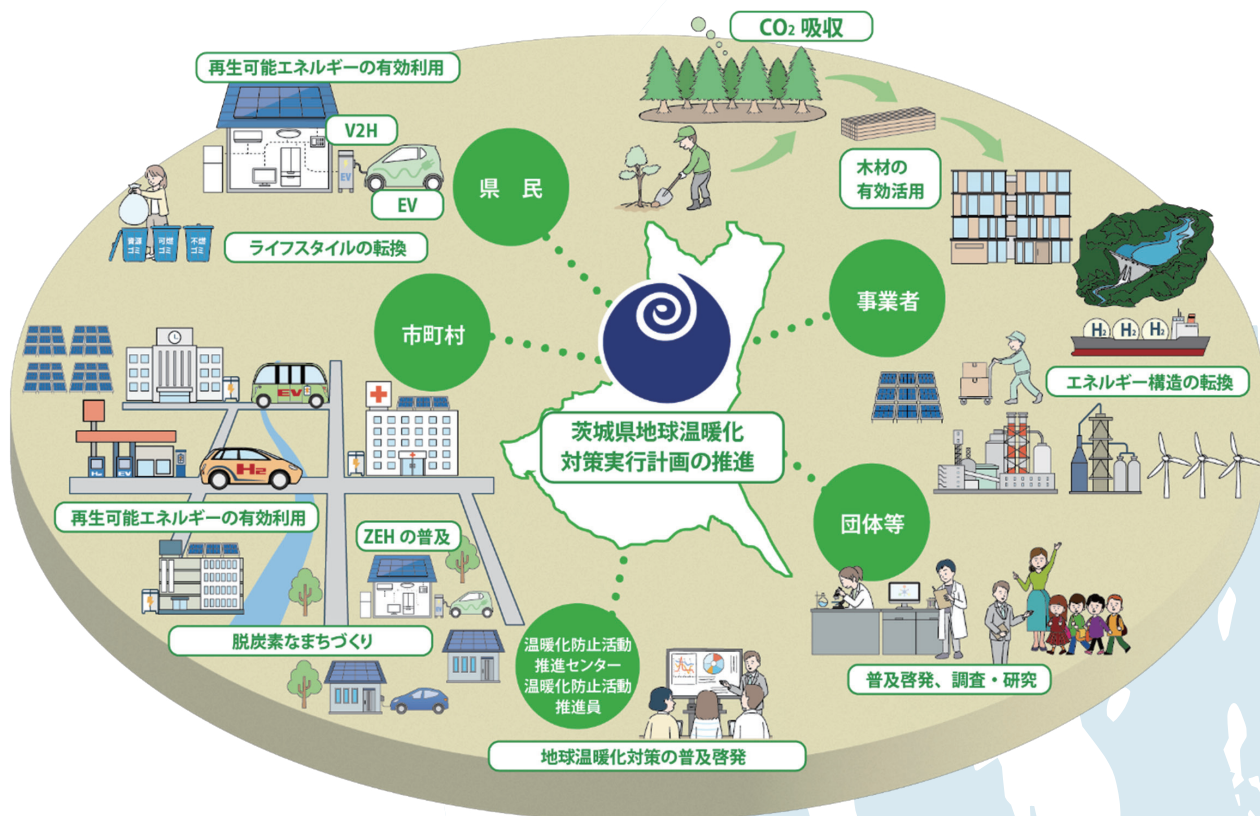 CO₂ 吸収
再生可能エネルギーの有効利用
V2H
EV
EV
県 民
木材の
有効活用
資源
ゴミ
可燃
ゴミ
不燃
ゴミ
ライフスタイルの転換
市町村
事業者
H₂
H₂
H₂
エネルギー構造の転換
EV
H₂
EV
茨城県地球温暖化
対策実行計画の推進
再生可能エネルギーの有効利用
ZEH の普及
団体等
脱炭素なまちづくり
温暖化防止活動
推進センター
温暖化防止活動
推進員
普及啓発、調査・研究
地球温暖化対策の普及啓発